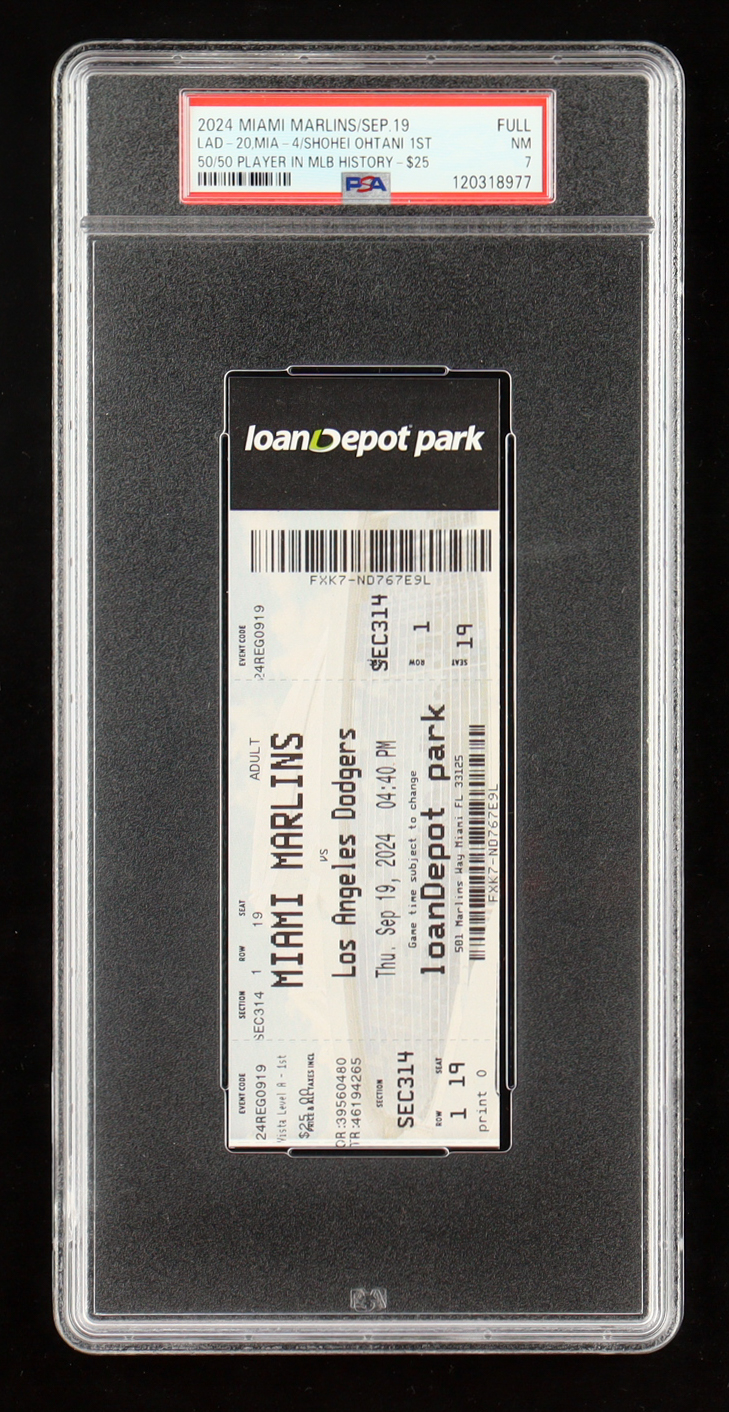 2024 MIAMI MARLINS/SEP.19 FULL
LAD-20,MIA-4/SHOHEI OHTANI 1ST NM
50/50 PLAYER IN MLB HISTORY-$25 7
PSA 120318977
loanDepot park
FXK7-ND767E9L
EVENT CODE
24REG0919
SEC314
ROW 1
SEAT 19
ADULT
SECTION ROW SEAT
SEC314 1 19
MIAMI MARLINS
VS
Los Angeles Dodgers
Thu, Sep 19, 2024 04:40 PM
Game time subject to change
loanDepot park
501 Marlins Way Miami FL 33125
FXK7-ND767E9L
EVENT CODE
24REG0919
Vista Level A - 1st
$25.00
PRICE & ALL TAXES INCL
OR:39560480
TR:46194265
SECTION
SEC314
ROW SEAT
1 19
print 0